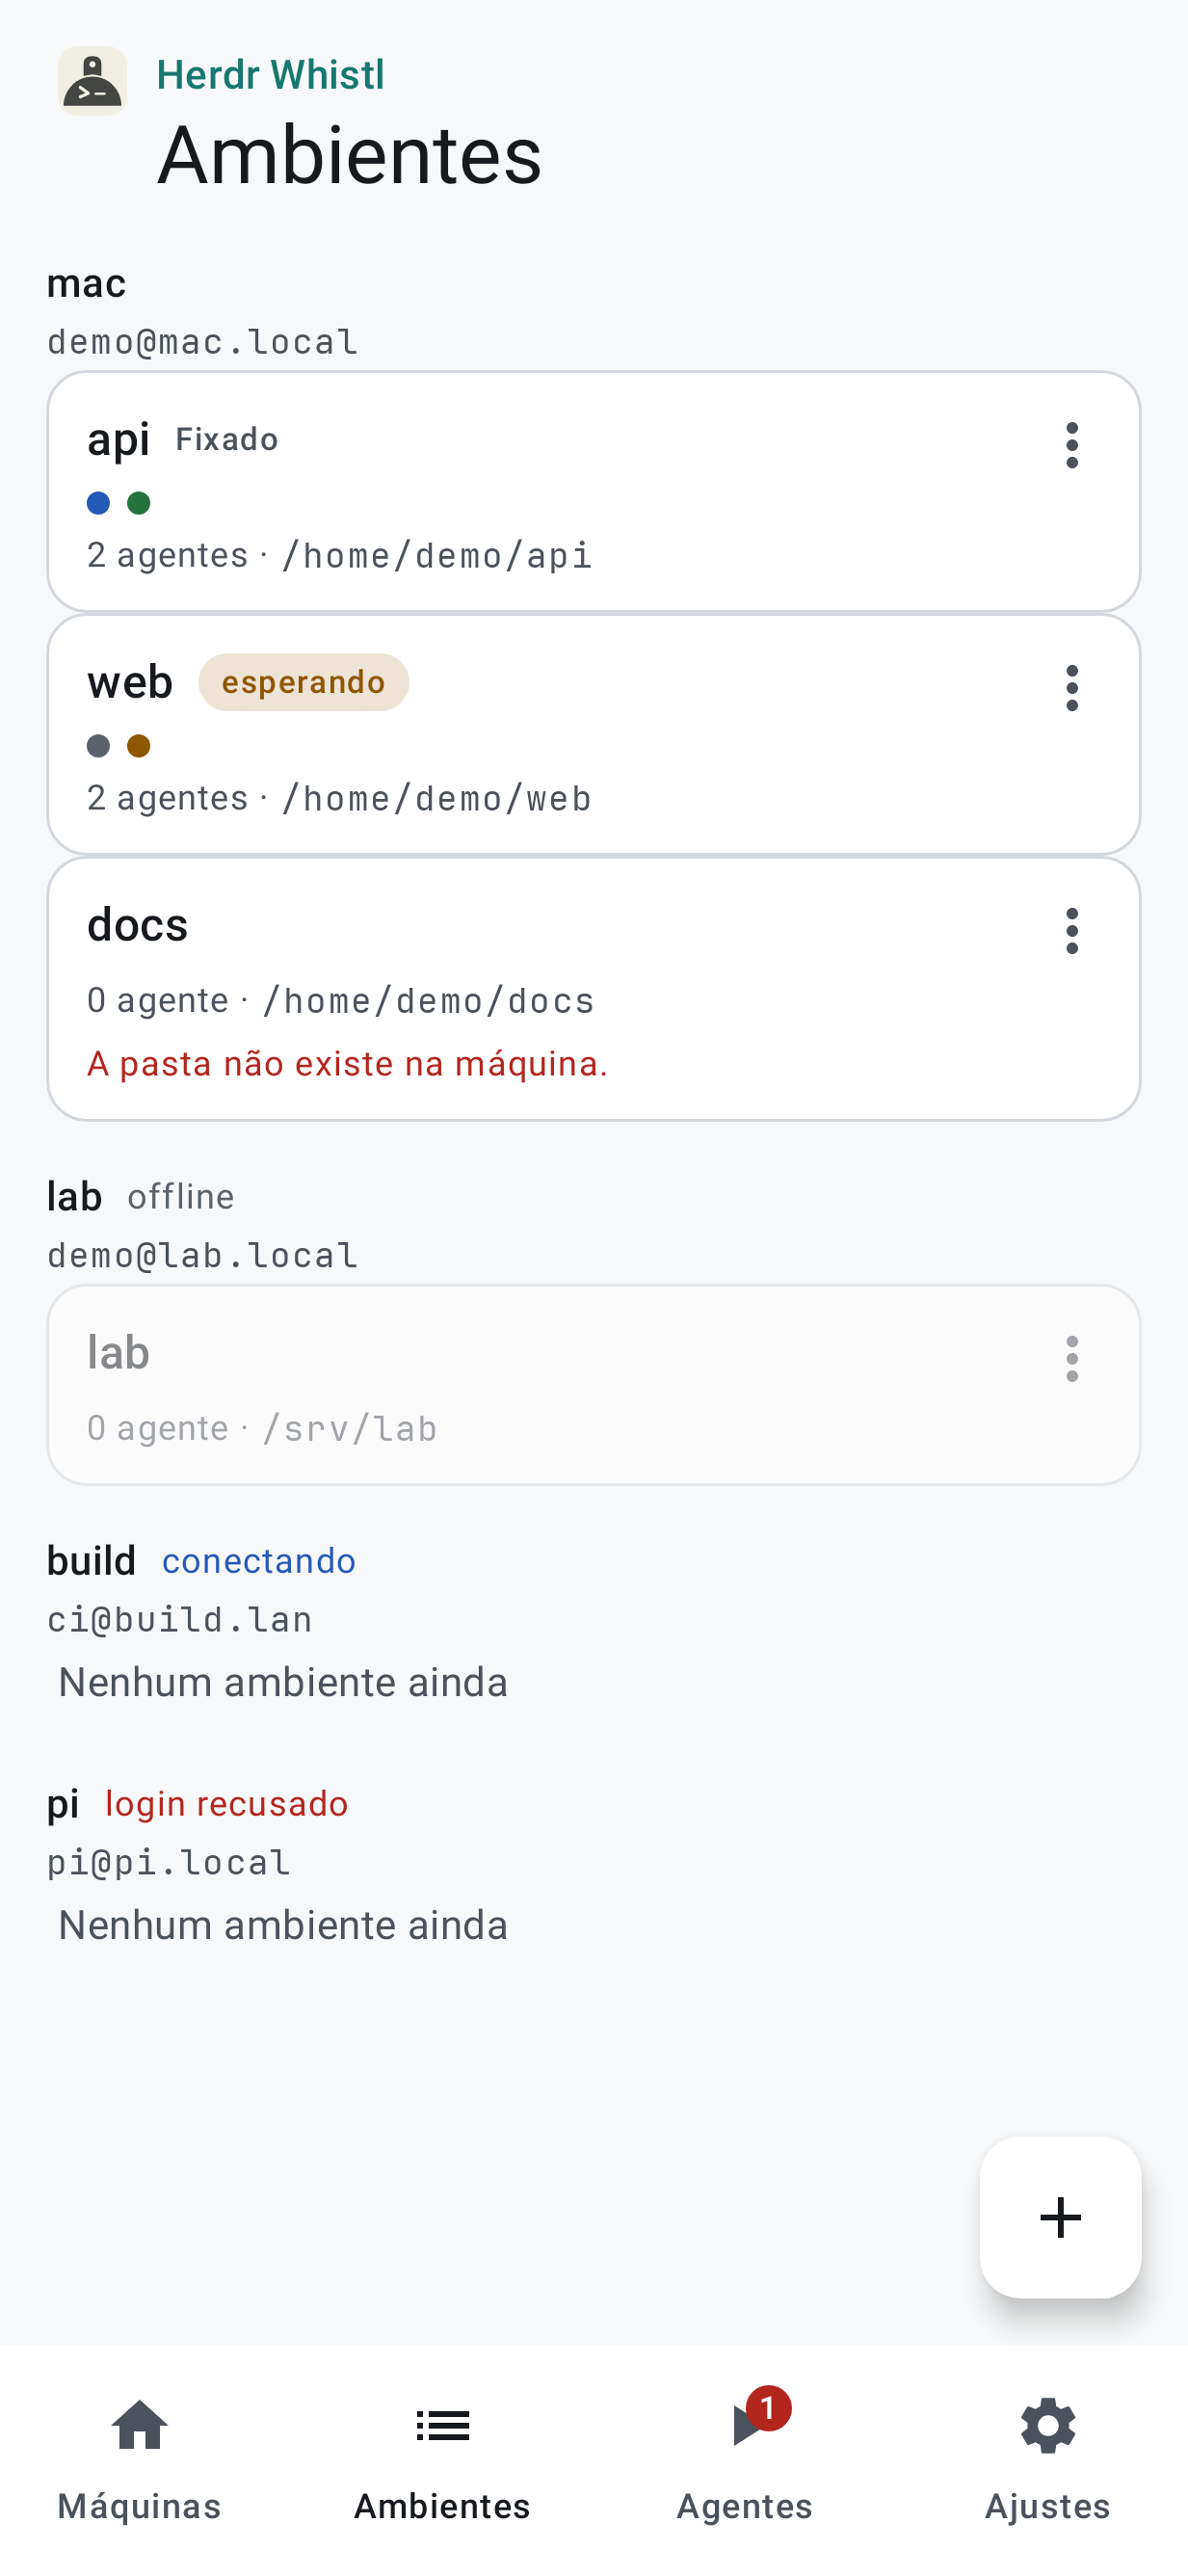 Herdr Whistl
Ambientes
mac
demo@mac.local
api Fixado
2 agentes · /home/demo/api
web esperando
2 agentes · /home/demo/web
docs
0 agente · /home/demo/docs
A pasta não existe na máquina.
lab offline
demo@lab.local
lab
0 agente · /srv/lab
build conectando
ci@build.lan
Nenhum ambiente ainda
pi login recusado
pi@pi.local
Nenhum ambiente ainda
1
Máquinas Ambientes Agentes Ajustes